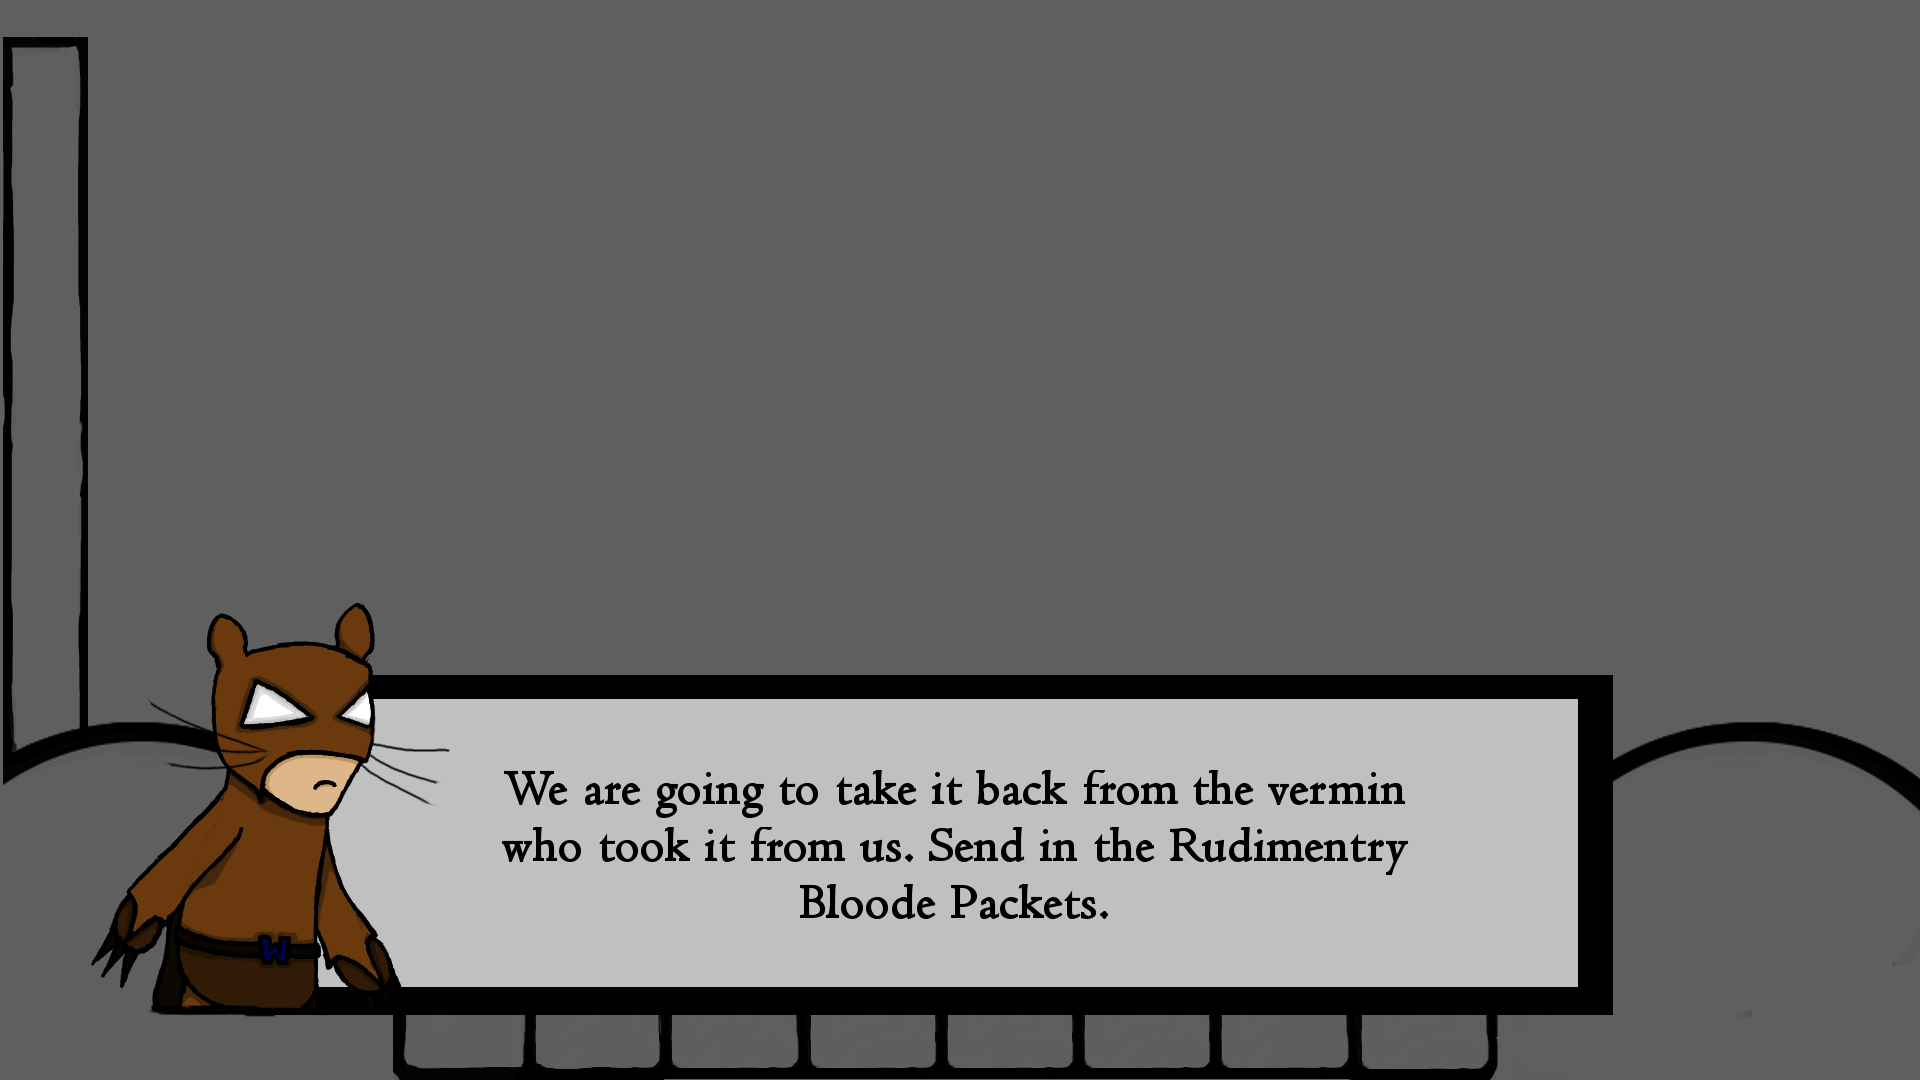 We are going to take it back from the vermin
who took it from us. Send in the Rudimentry
Bloode Packets.
W